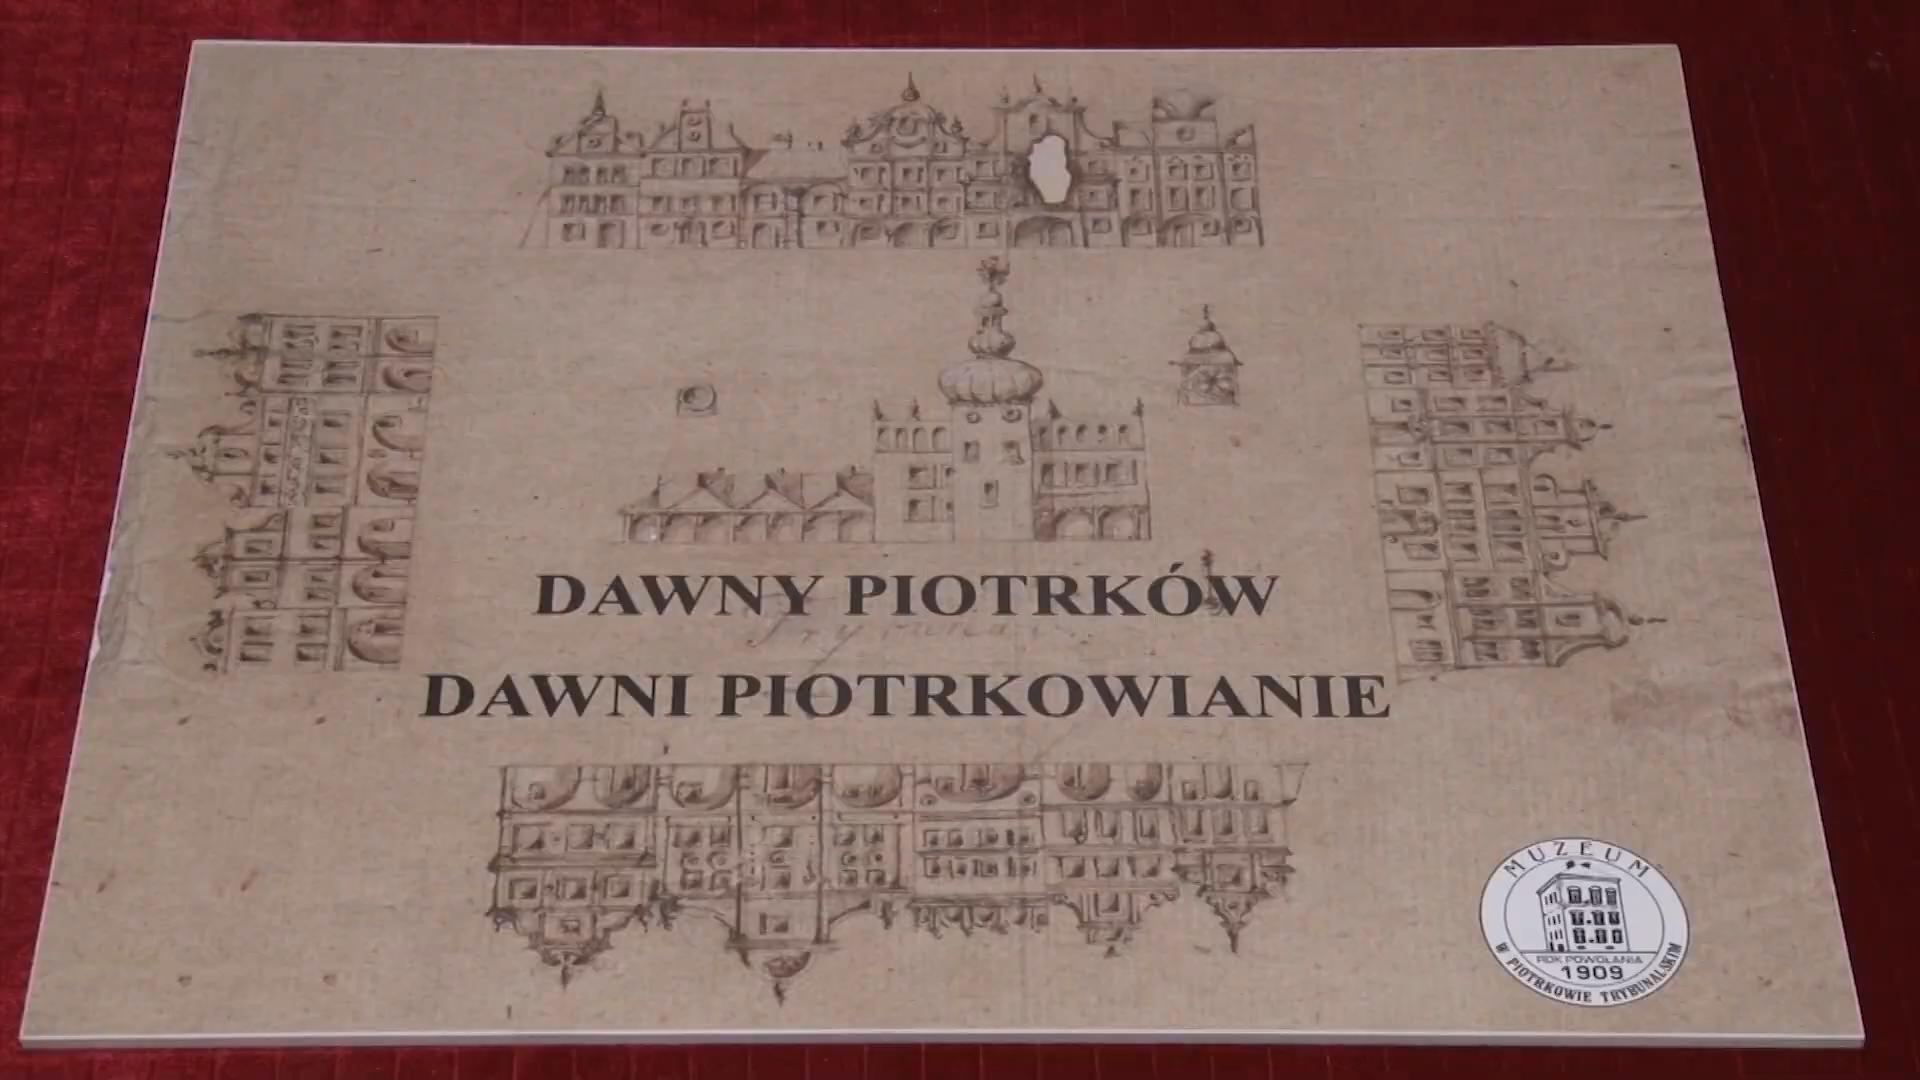 DAWNY PIOTRKÓW
DAWNI PIOTRKOWIANIE
MUZEUM
ROK POWOŁANIA
1909
W PIOTRKOWIE TRYBUNALSKIM